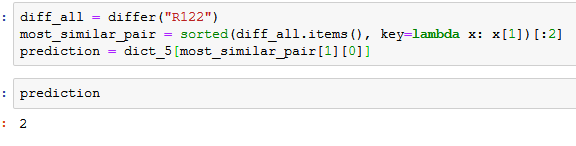 : diff_all = differ("R122")
most_similar_pair = sorted(diff_all.items(), key=lambda x: x[1])[:2]
prediction = dict_5[most_similar_pair[1][0]]
: prediction
: 2